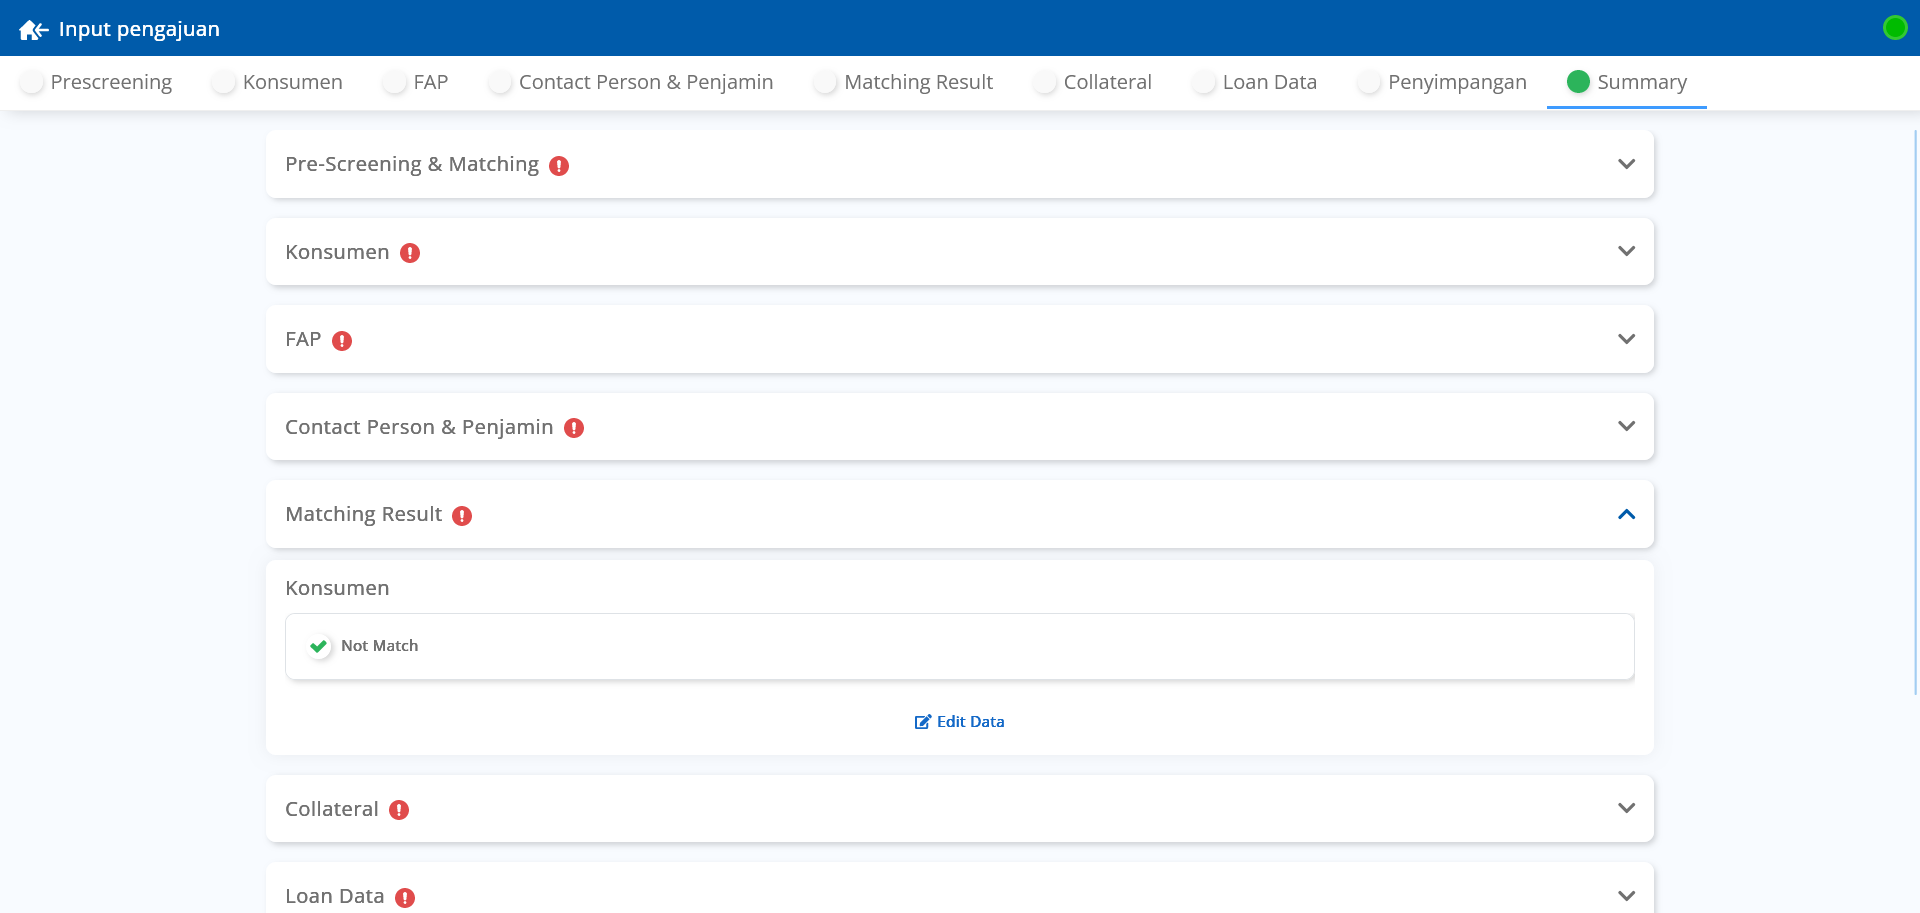 Input pengajuan
Prescreening Konsumen FAP Contact Person & Penjamin Matching Result Collateral Loan Data Penyimpangan Summary
Pre-Screening & Matching
Konsumen
FAP
Contact Person & Penjamin
Matching Result
Konsumen
Not Match
Edit Data
Collateral
Loan Data